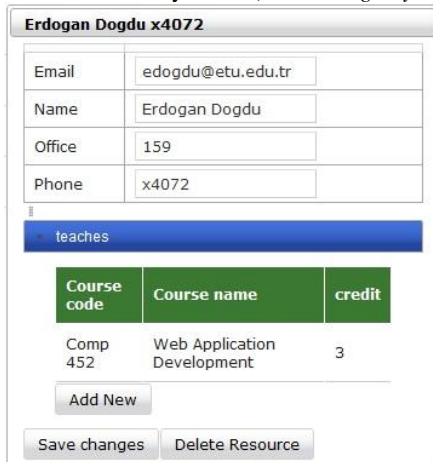 Erdogan Dogdu x4072
Email edogdu@etu.edu.tr
Name Erdogan Dogdu
Office 159
Phone x4072
teaches
Course code Course name credit
Comp 452 Web Application Development 3
Add New
Save changes Delete Resource